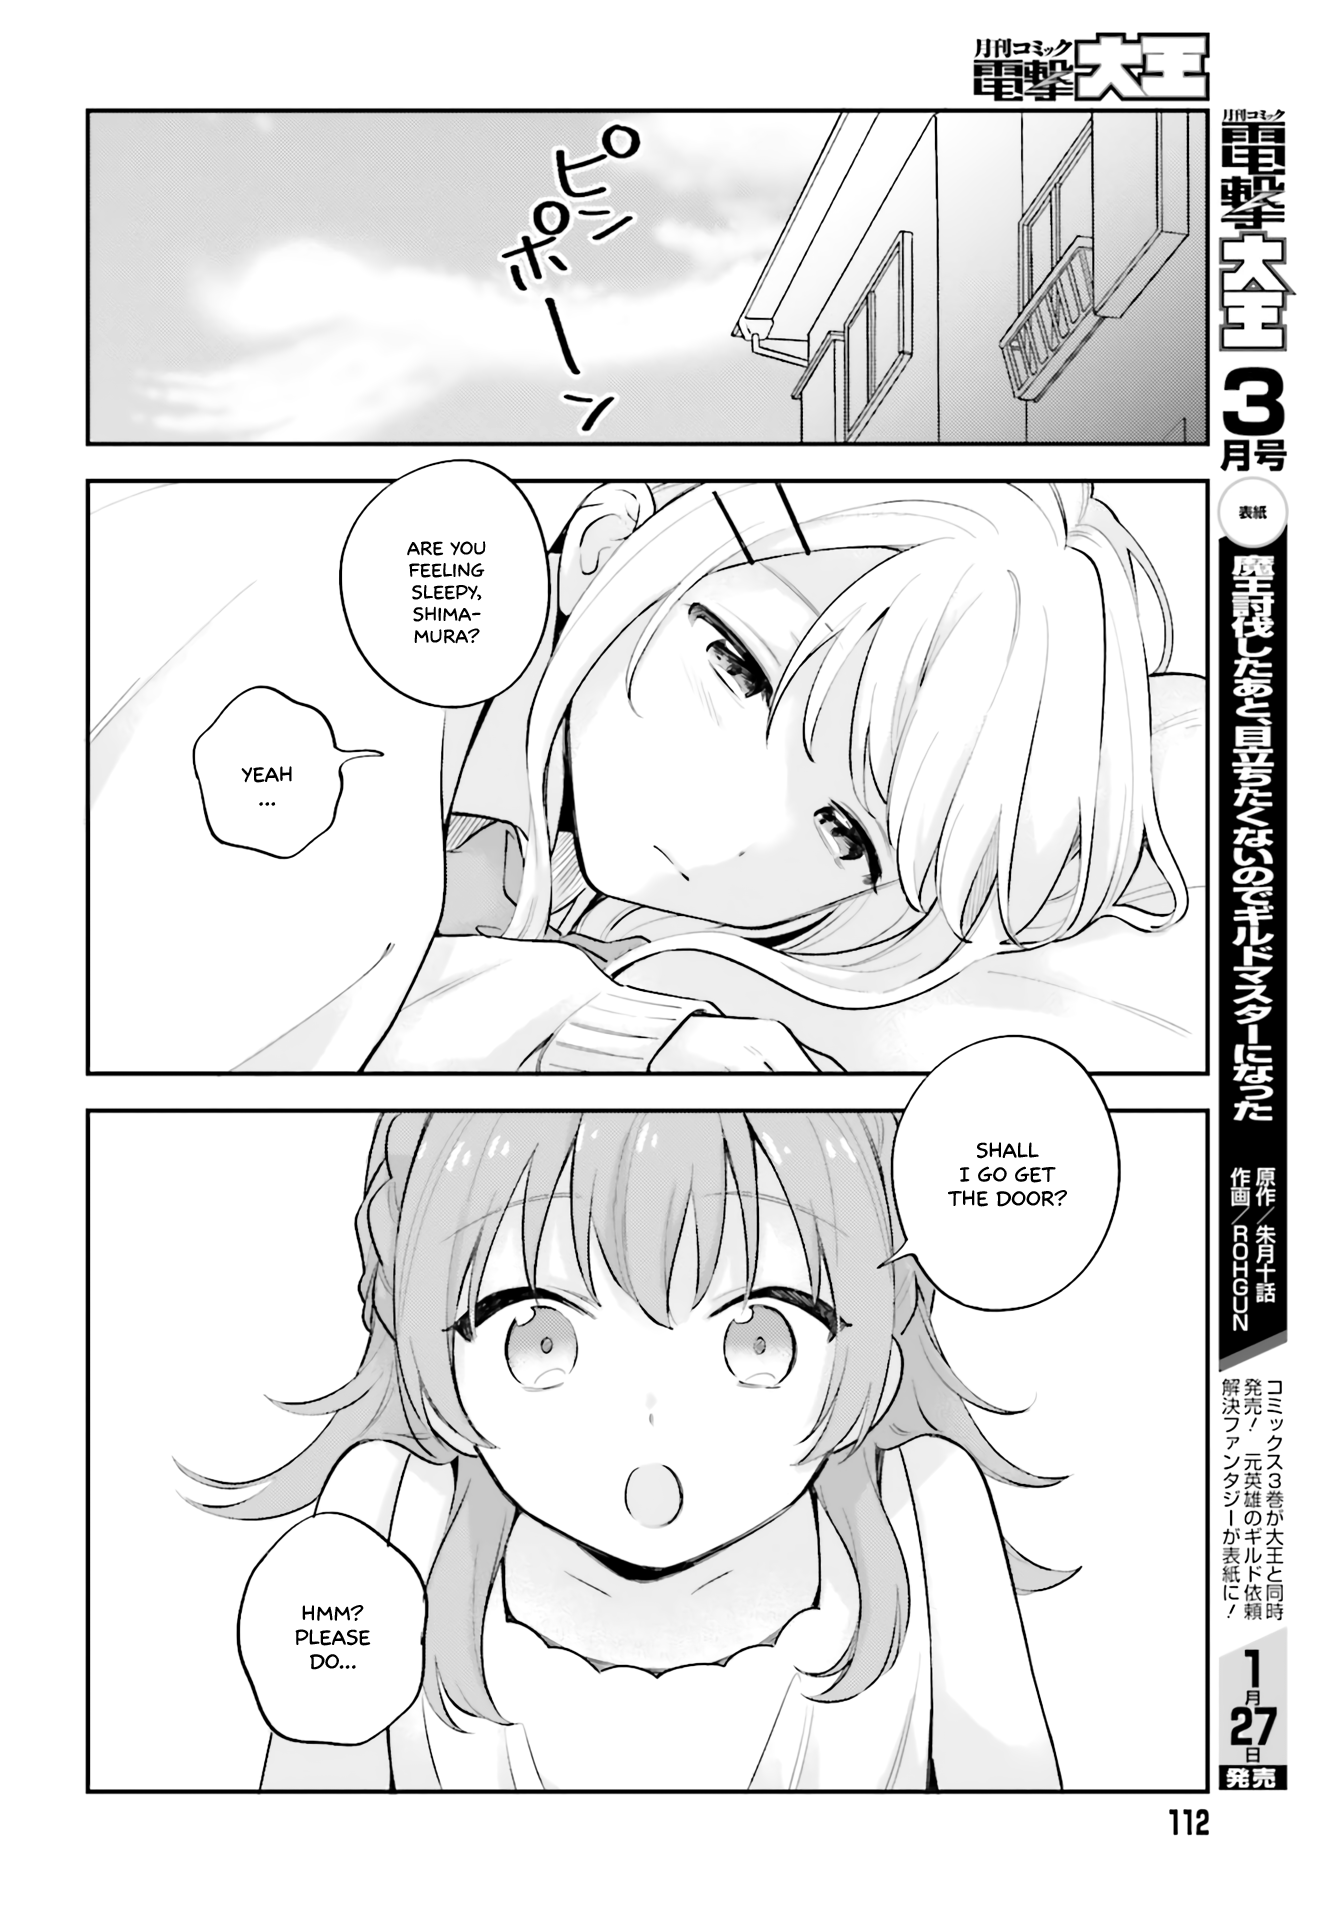 月刊コミック
電撃大王
ピンポーン
ARE YOU
FEELING
SLEEPY,
SHIMA-
MURA?
YEAH
...
SHALL
I GO GET
THE DOOR?
HMM?
PLEASE
DO...
月刊コミック
電撃大王
3
月号
表紙
魔王討伐したあと、目立ちたくないのでギルドマスターになった
原作／朱月十話
作画／ROHGUN
コミックス3巻が大王と同時
発売！ 元英雄のギルド依頼
解決ファンタジーが表紙に！
1
月
27
日
発売
112